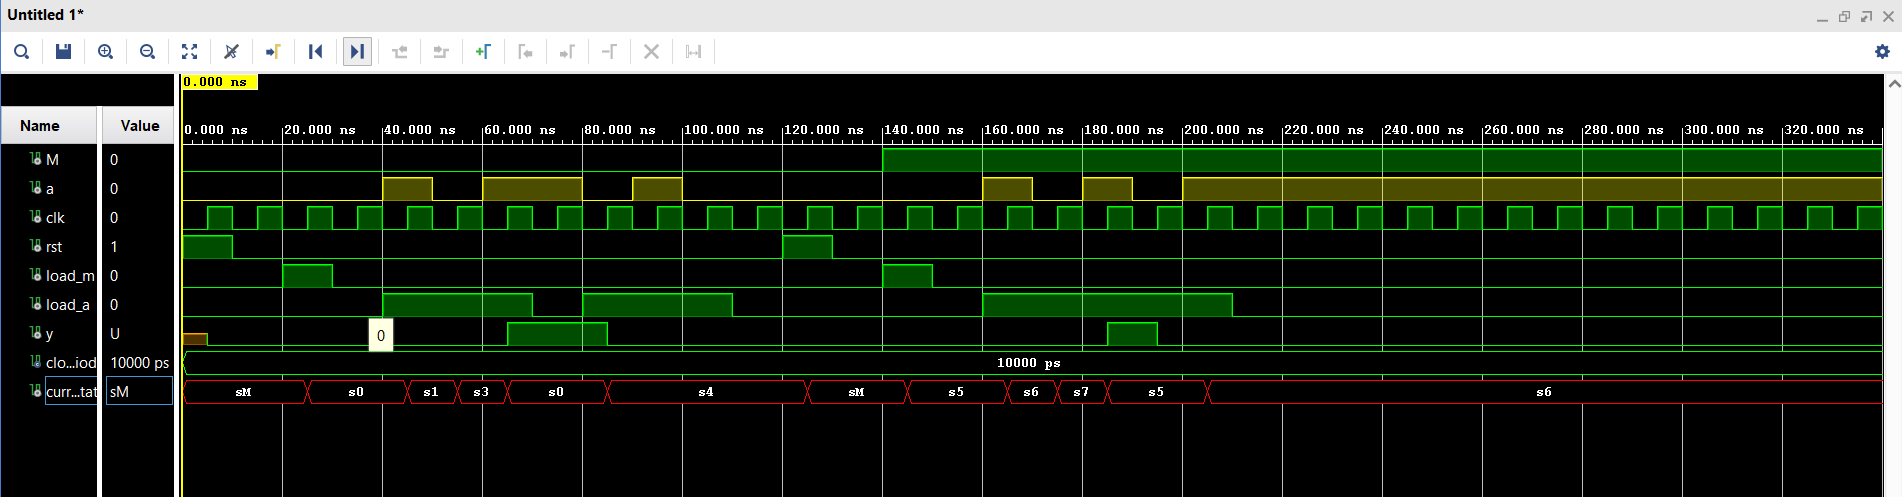 Untitled 1*
0.000 ns
Name Value
0.000 ns 20.000 ns 40.000 ns 60.000 ns 80.000 ns 100.000 ns 120.000 ns 140.000 ns 160.000 ns 180.000 ns 200.000 ns 220.000 ns 240.000 ns 260.000 ns 280.000 ns 300.000 ns 320.000 ns
M 0
a 0
clk 0
rst 1
load_m 0
load_a 0
y U 0
clo...iod 10000 ps 10000 ps
curr...tat sM sM s0 s1 s3 s0 s4 sM s5 s6 s7 s5 s6